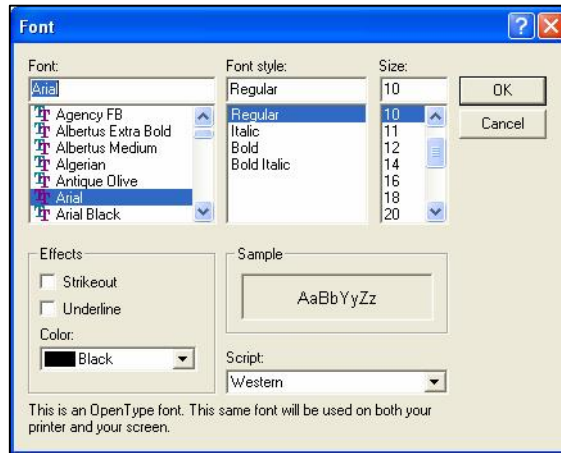 Font
Font: Font style: Size:
Arial Regular 10 OK
Agency FB Regular 10 Cancel
Albertus Extra Bold Italic 11
Albertus Medium Bold 12
Algerian Bold Italic 14
Antique Olive 16
Arial 18
Arial Black 20
Effects Sample
Strikeout
Underline AaBbYyZz
Color:
Black Script:
Western
This is an OpenType font. This same font will be used on both your
printer and your screen.